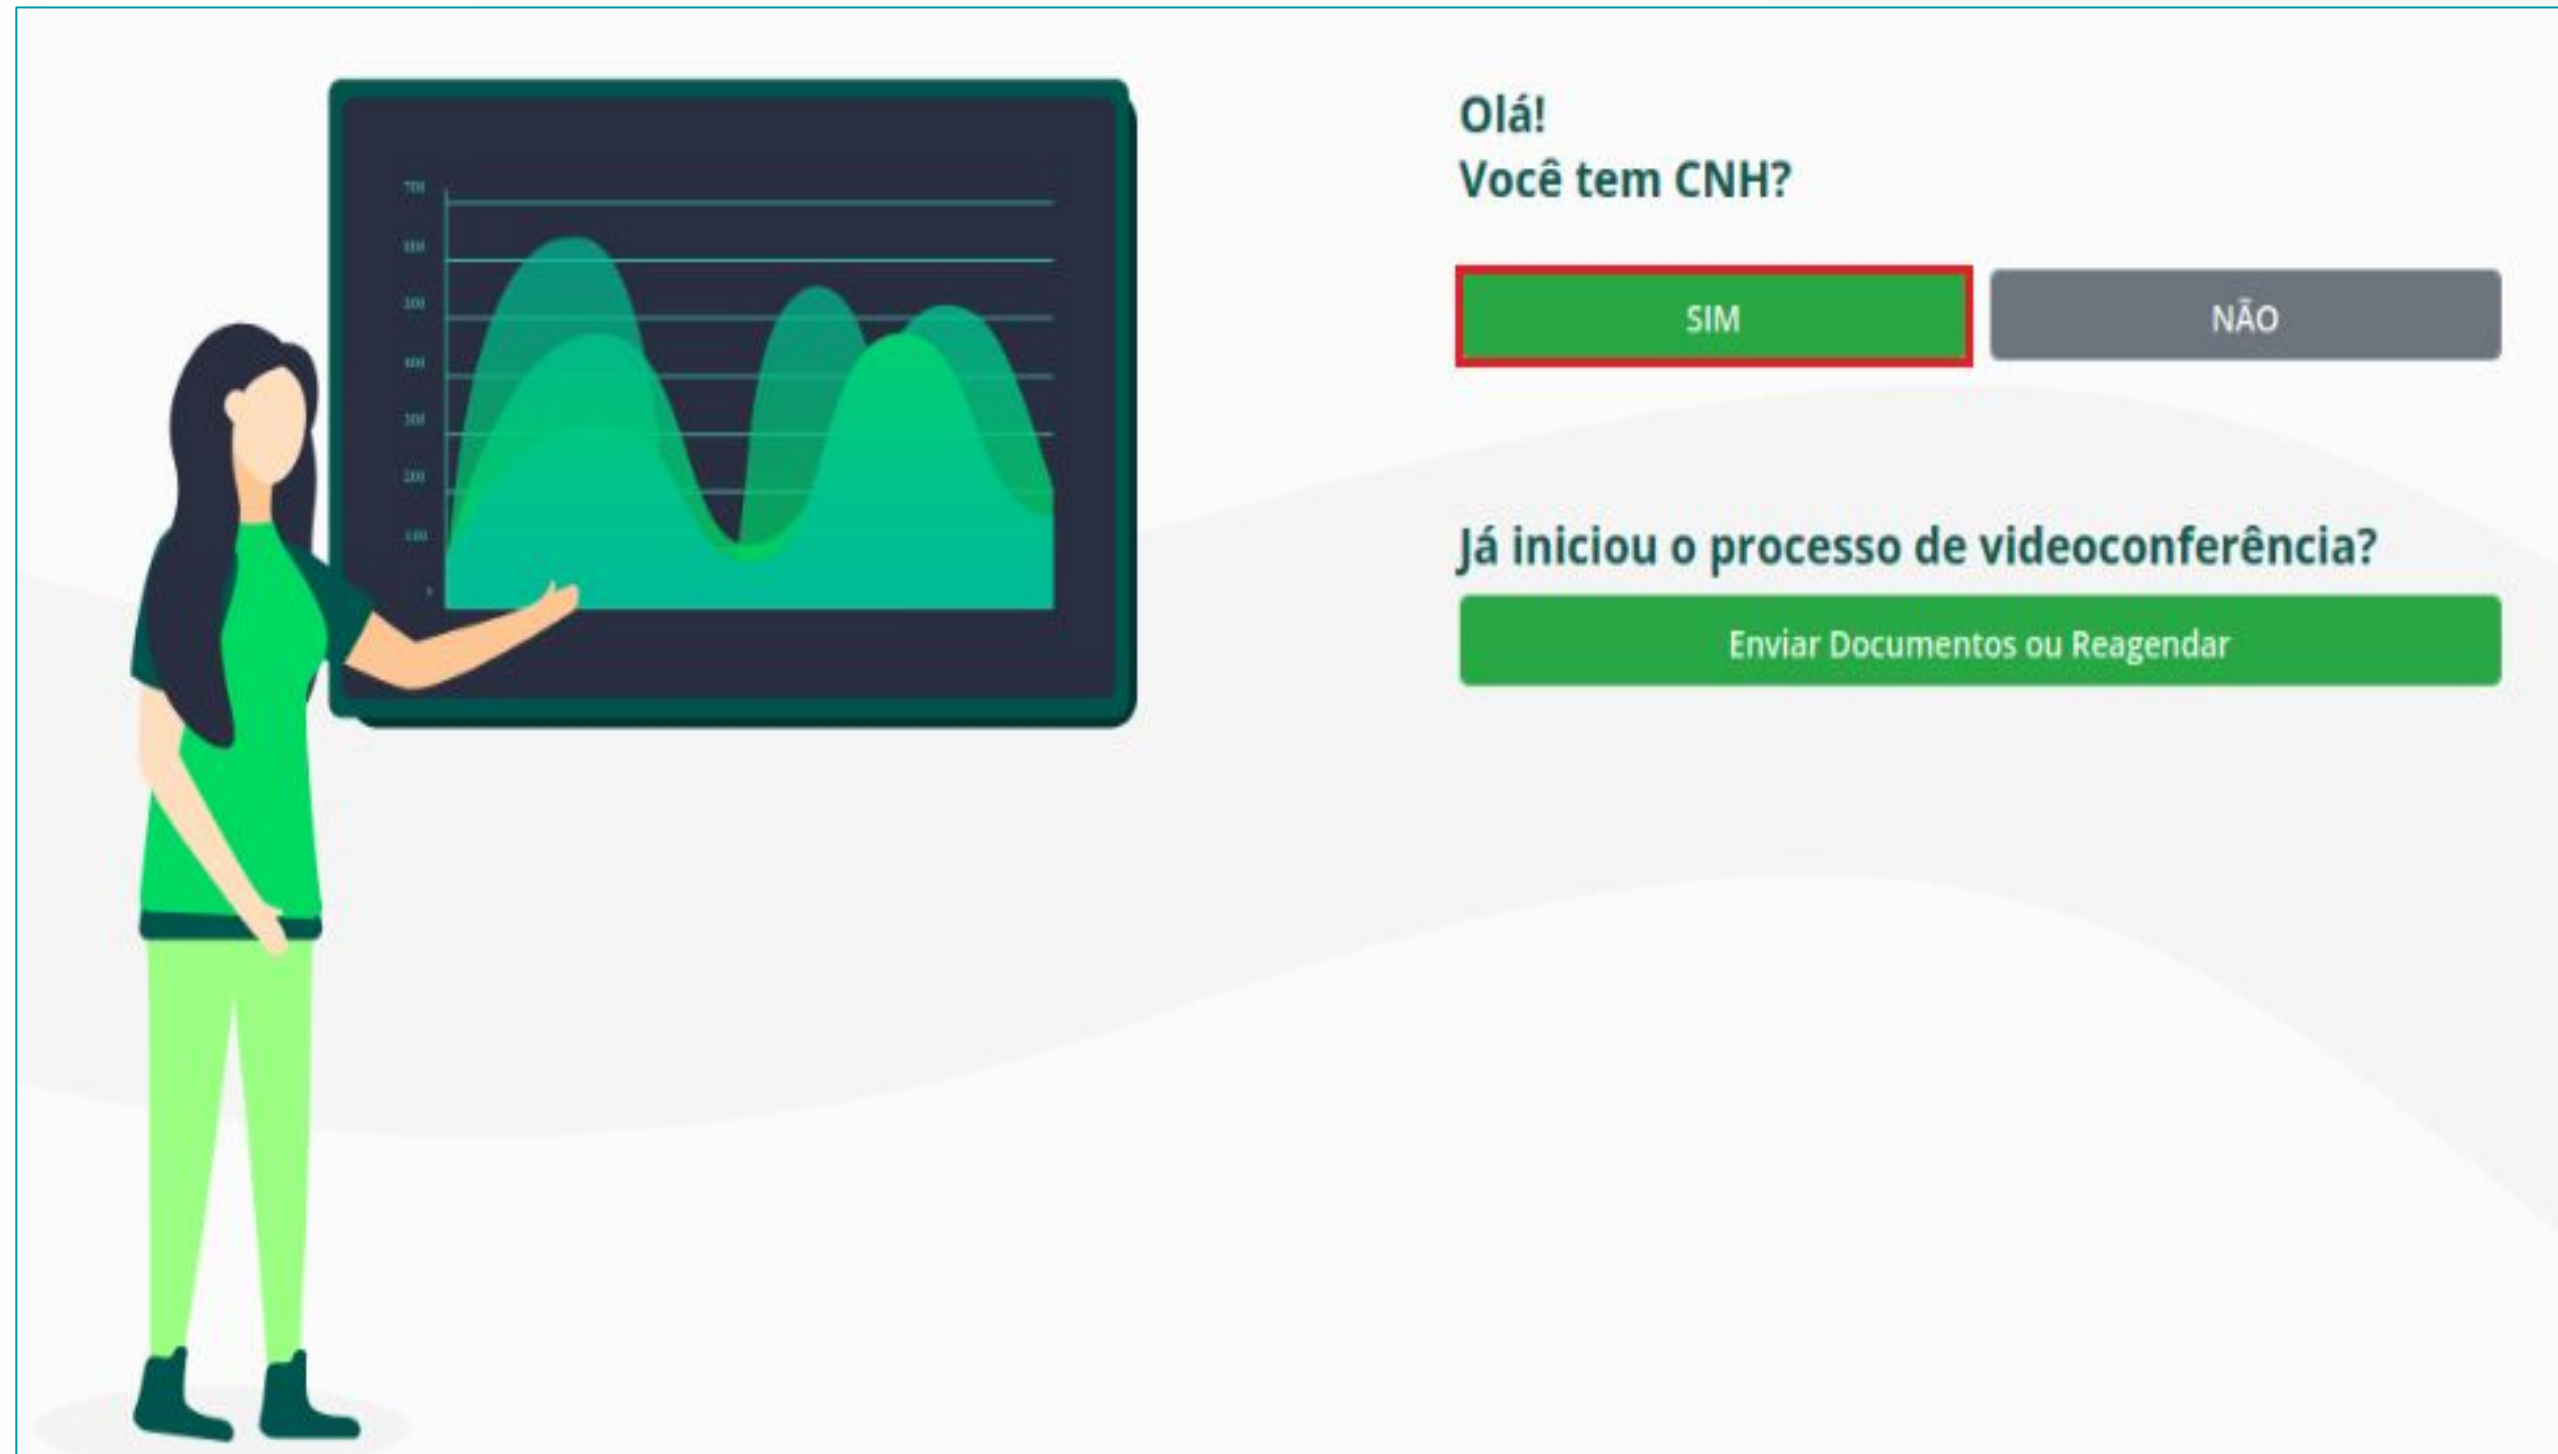 Olá!
Você tem CNH?
SIM
NÃO
Já iniciou o processo de videoconferência?
Enviar Documentos ou Reagendar